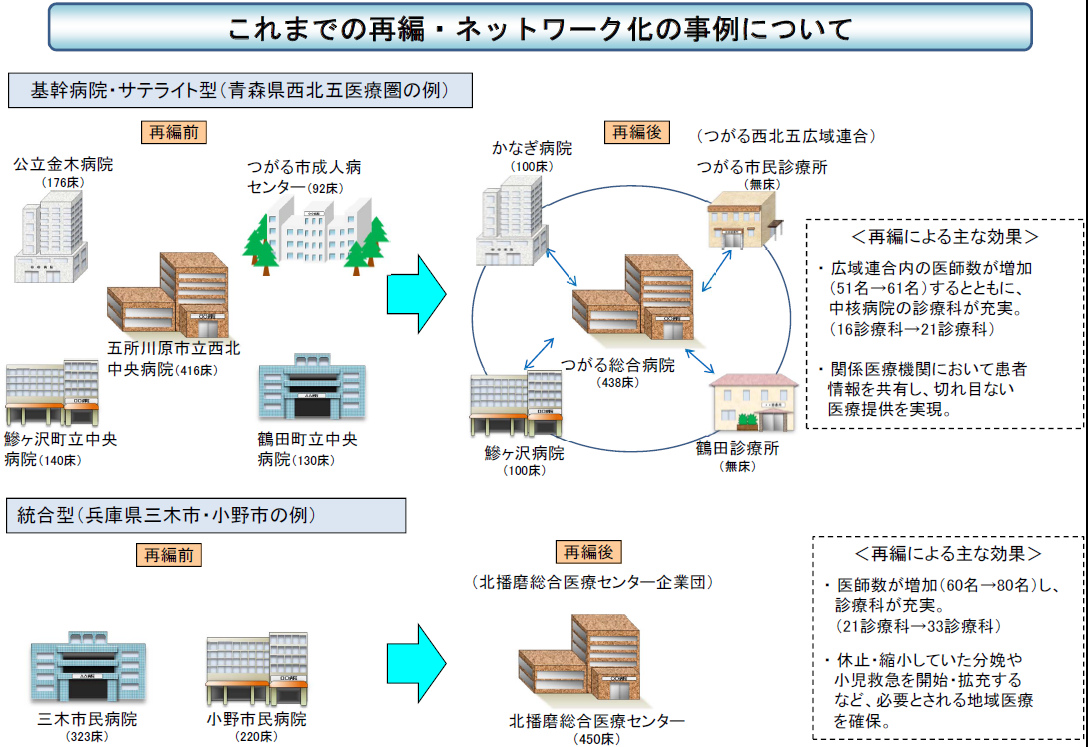 これまでの再編・ネットワーク化の事例について
基幹病院・サテライト型（青森県西北五医療圏の例）
再編前
公立金木病院
（176床）
つがる市成人病
センター（92床）
五所川原市立西北
中央病院（416床）
鰺ヶ沢町立中央
病院（140床）
鶴田町立中央
病院（130床）
再編後
（つがる西北五広域連合）
かなぎ病院
（100床）
つがる市民診療所
（無床）
つがる総合病院
（438床）
鰺ヶ沢病院
（100床）
鶴田診療所
（無床）
＜再編による主な効果＞
・ 広域連合内の医師数が増加
（51名→61名）するとともに、
中核病院の診療科が充実。
（16診療科→21診療科）
・ 関係医療機関において患者
情報を共有し、切れ目ない
医療提供を実現。
統合型（兵庫県三木市・小野市の例）
再編前
三木市民病院
（323床）
小野市民病院
（220床）
再編後
（北播磨総合医療センター企業団）
北播磨総合医療センター
（450床）
＜再編による主な効果＞
・ 医師数が増加（60名→80名）し、
診療科が充実。
（21診療科→33診療科）
・ 休止・縮小していた分娩や
小児救急を開始・拡充する
など、必要とされる地域医療
を確保。